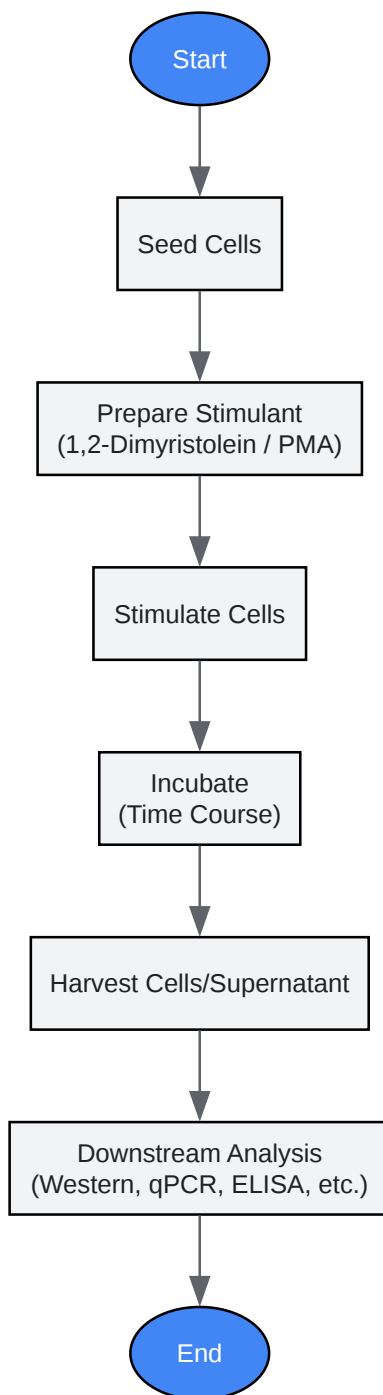 Start
Seed Cells
Prepare Stimulant
(1,2-Dimyristolein / PMA)
Stimulate Cells
Incubate
(Time Course)
Harvest Cells/Supernatant
Downstream Analysis
(Western, qPCR, ELISA, etc.)
End